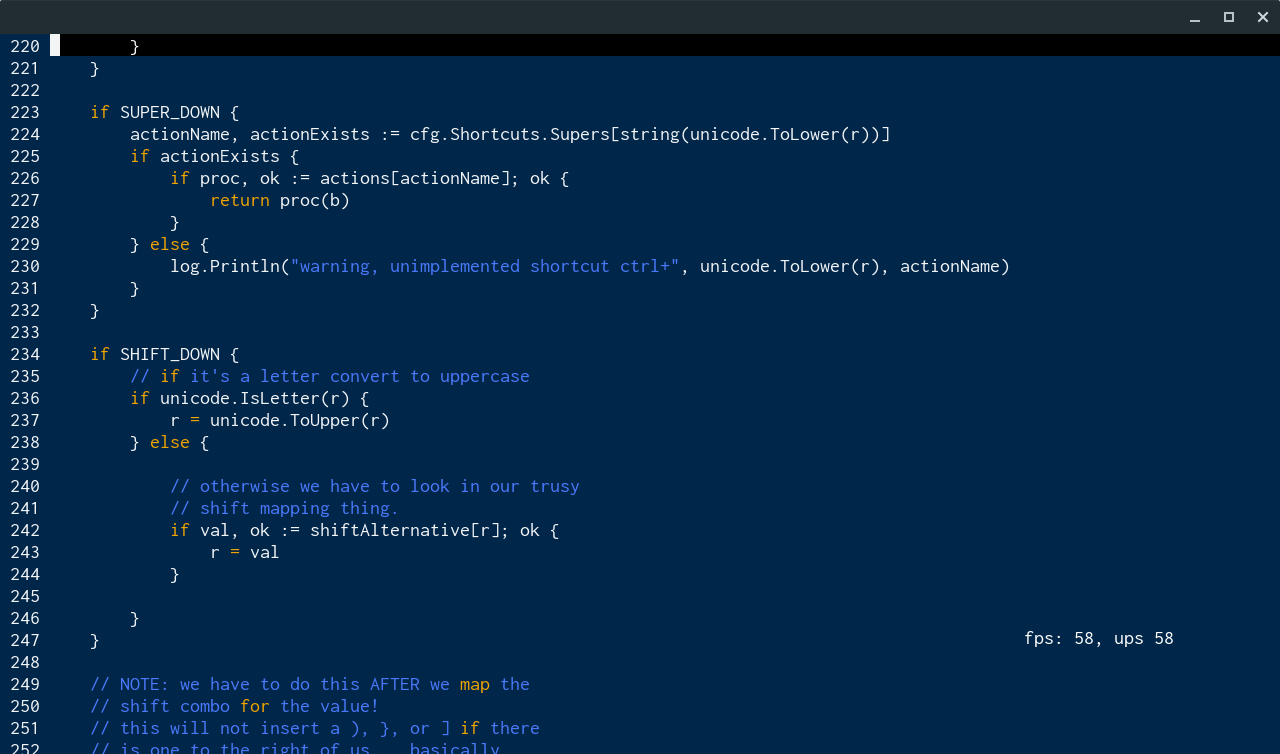 220         }
221     }
222
223     if SUPER_DOWN {
224         actionName, actionExists := cfg.Shortcuts.Supers[string(unicode.ToLower(r))]
225         if actionExists {
226             if proc, ok := actions[actionName]; ok {
227                 return proc(b)
228             }
229         } else {
230             log.Println("warning, unimplemented shortcut ctrl+", unicode.ToLower(r), actionName)
231         }
232     }
233
234     if SHIFT_DOWN {
235         // if it's a letter convert to uppercase
236         if unicode.IsLetter(r) {
237             r = unicode.ToUpper(r)
238         } else {
239
240             // otherwise we have to look in our trusy
241             // shift mapping thing.
242             if val, ok := shiftAlternative[r]; ok {
243                 r = val
244             }
245
246         }
247     }
fps: 58, ups 58
248
249     // NOTE: we have to do this AFTER we map the
250     // shift combo for the value!
251     // this will not insert a ), }, or ] if there
252     // is one to the right of us... basically